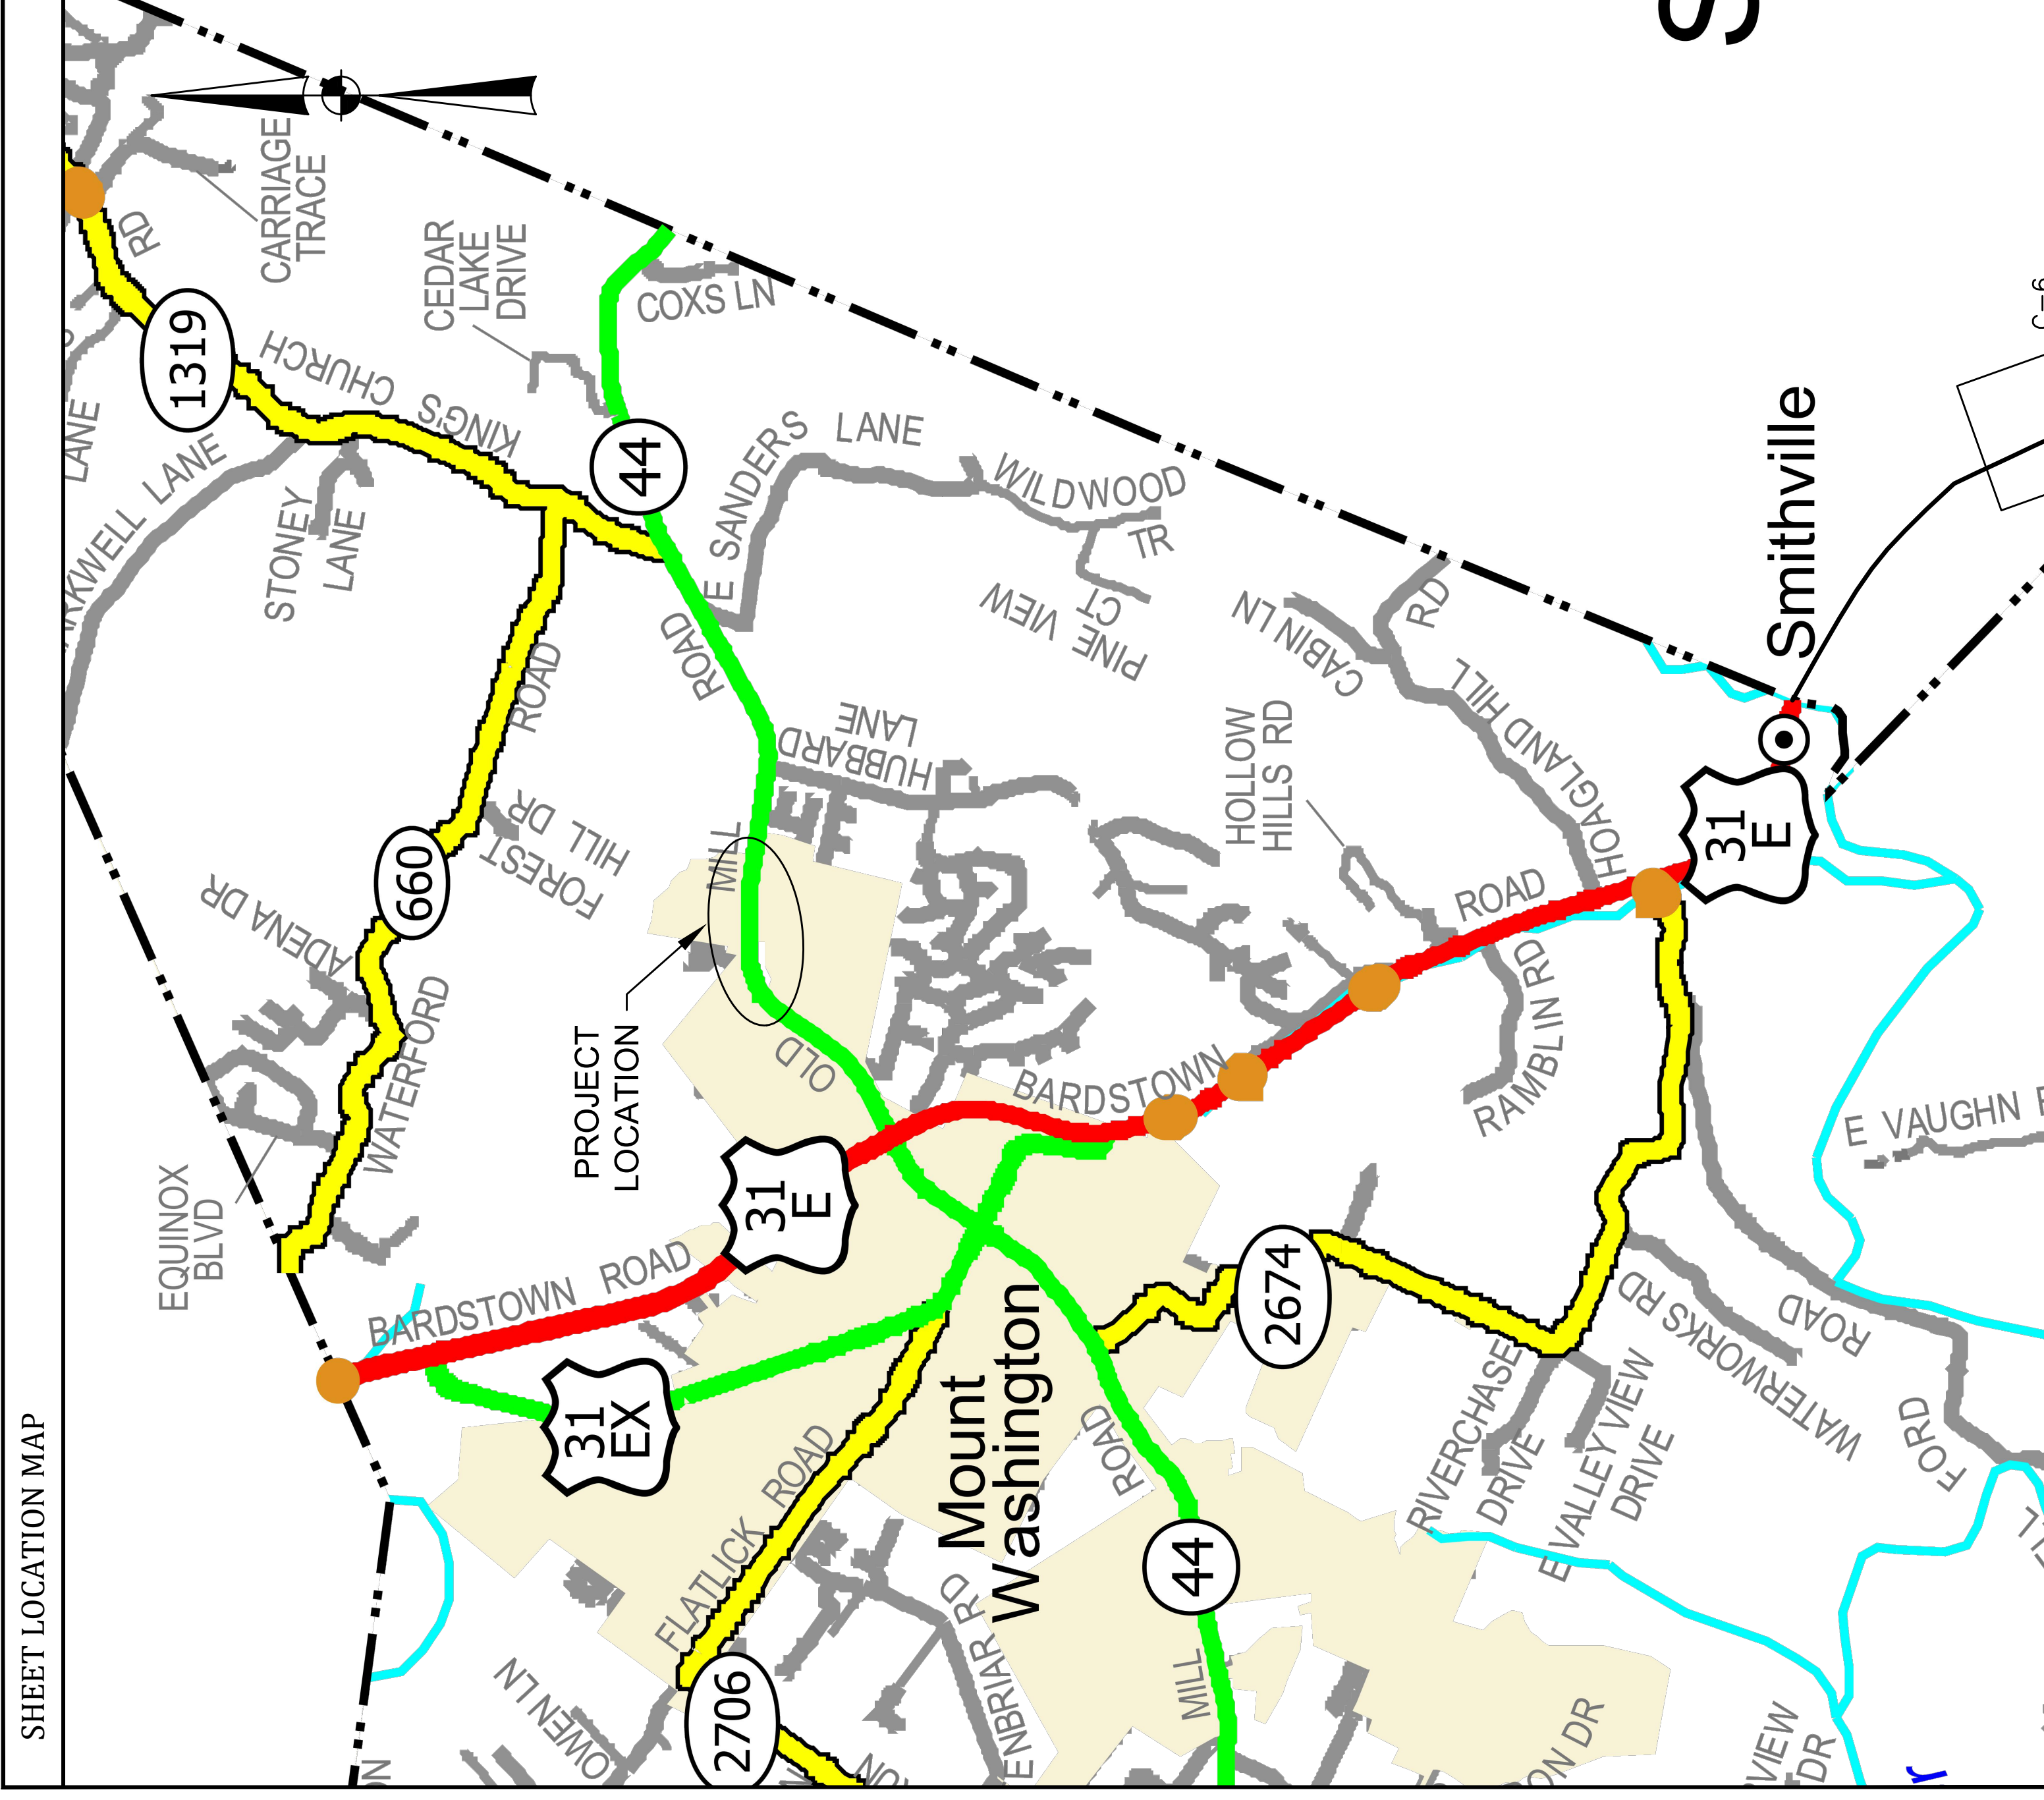 SHEET LOCATION MAP
EQUINOX
BLVD
ADENA DR
WATERFORD
ROAD
660
FOREST
HILL DR
STONEY
LANE
LANE
LANE
1319
RD
KING'S CHURCH
CARRIAGE
TRACE
CEDAR
LAKE
DRIVE
COXS LN
44
E SANDERS LANE
WILDWOOD
TR
PINE VIEW
CT
PROJECT
LOCATION
OLD
MILL
ROAD
HUBBARD
LANE
BARDSTOWN ROAD
31
E
31
EX
FLATLICK ROAD
2706
OWEN LN
Mount
Washington
BARDSTOWN
ROAD
HOLLOW
HILLS RD
CABIN LN
HOAGLAND HILL
RD
RAMBLIN RD
31
E
Smithville
C-6
S
2674
ROAD
44
MILL
RIVERCHASE
DRIVE
E VALLEY VIEW
DRIVE
WATERWORKS RD
ROAD
FORD
E VAUGHN